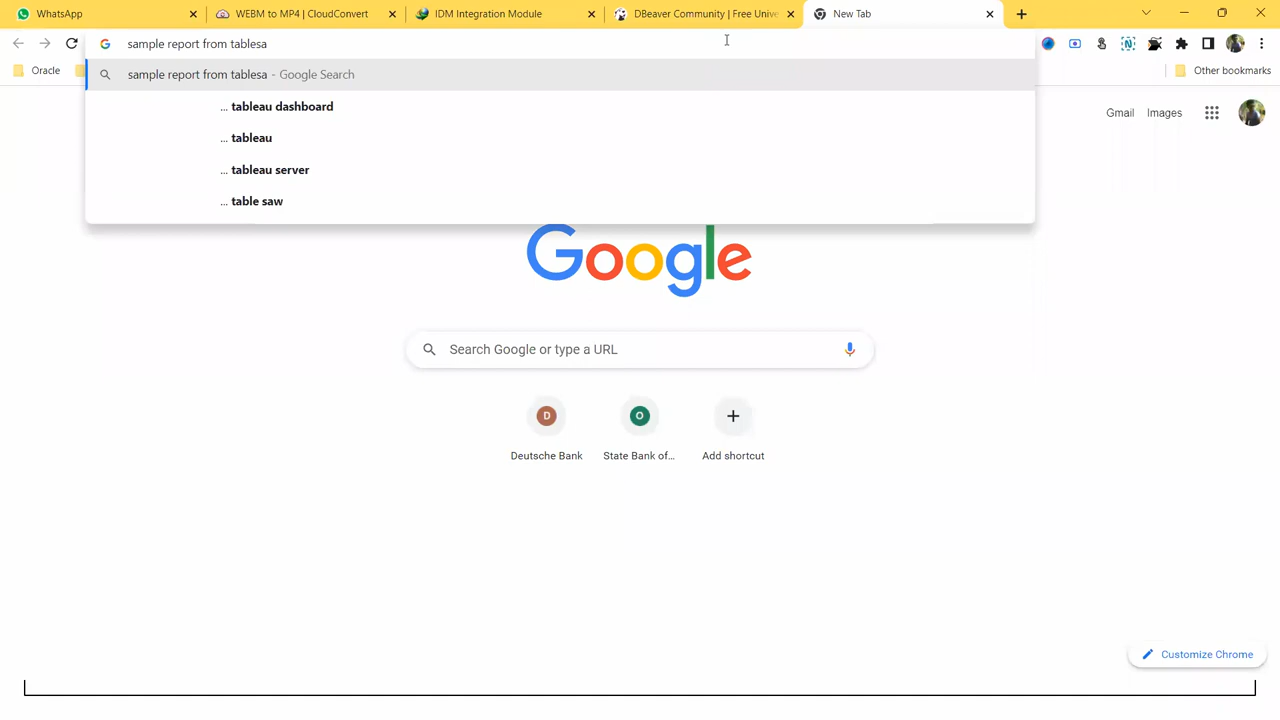 WhatsApp
WEBM to MP4 | CloudConvert
IDM Integration Module
DBeaver Community | Free Unive
New Tab
sample report from tablesa
Oracle
Other bookmarks
sample report from tablesa - Google Search
... tableau dashboard
... tableau
... tableau server
... table saw
Gmail
Images
Google
Search Google or type a URL
D
O
Deutsche Bank
State Bank of...
Add shortcut
Customize Chrome